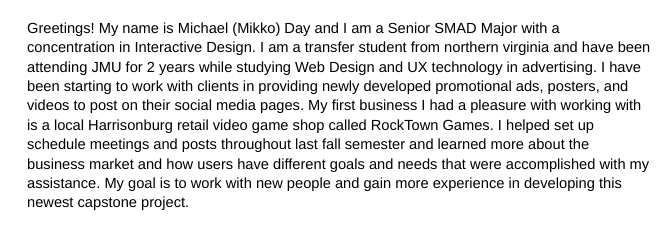 Greetings! My name is Michael (Mikko) Day and I am a Senior SMAD Major with a
concentration in Interactive Design. I am a transfer student from northern virginia and have been
attending JMU for 2 years while studying Web Design and UX technology in advertising. I have
been starting to work with clients in providing newly developed promotional ads, posters, and
videos to post on their social media pages. My first business I had a pleasure with working with
is a local Harrisonburg retail video game shop called RockTown Games. I helped set up
schedule meetings and posts throughout last fall semester and learned more about the
business market and how users have different goals and needs that were accomplished with my
assistance. My goal is to work with new people and gain more experience in developing this
newest capstone project.